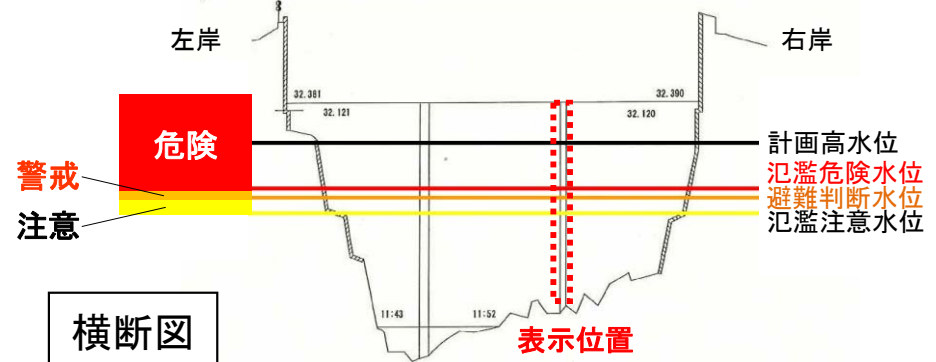 左岸
右岸
32.381
32.390
32.121
32.120
危険
計画高水位
氾濫危険水位
警戒
避難判断水位
注意
氾濫注意水位
11:43
11:52
横断図
表示位置